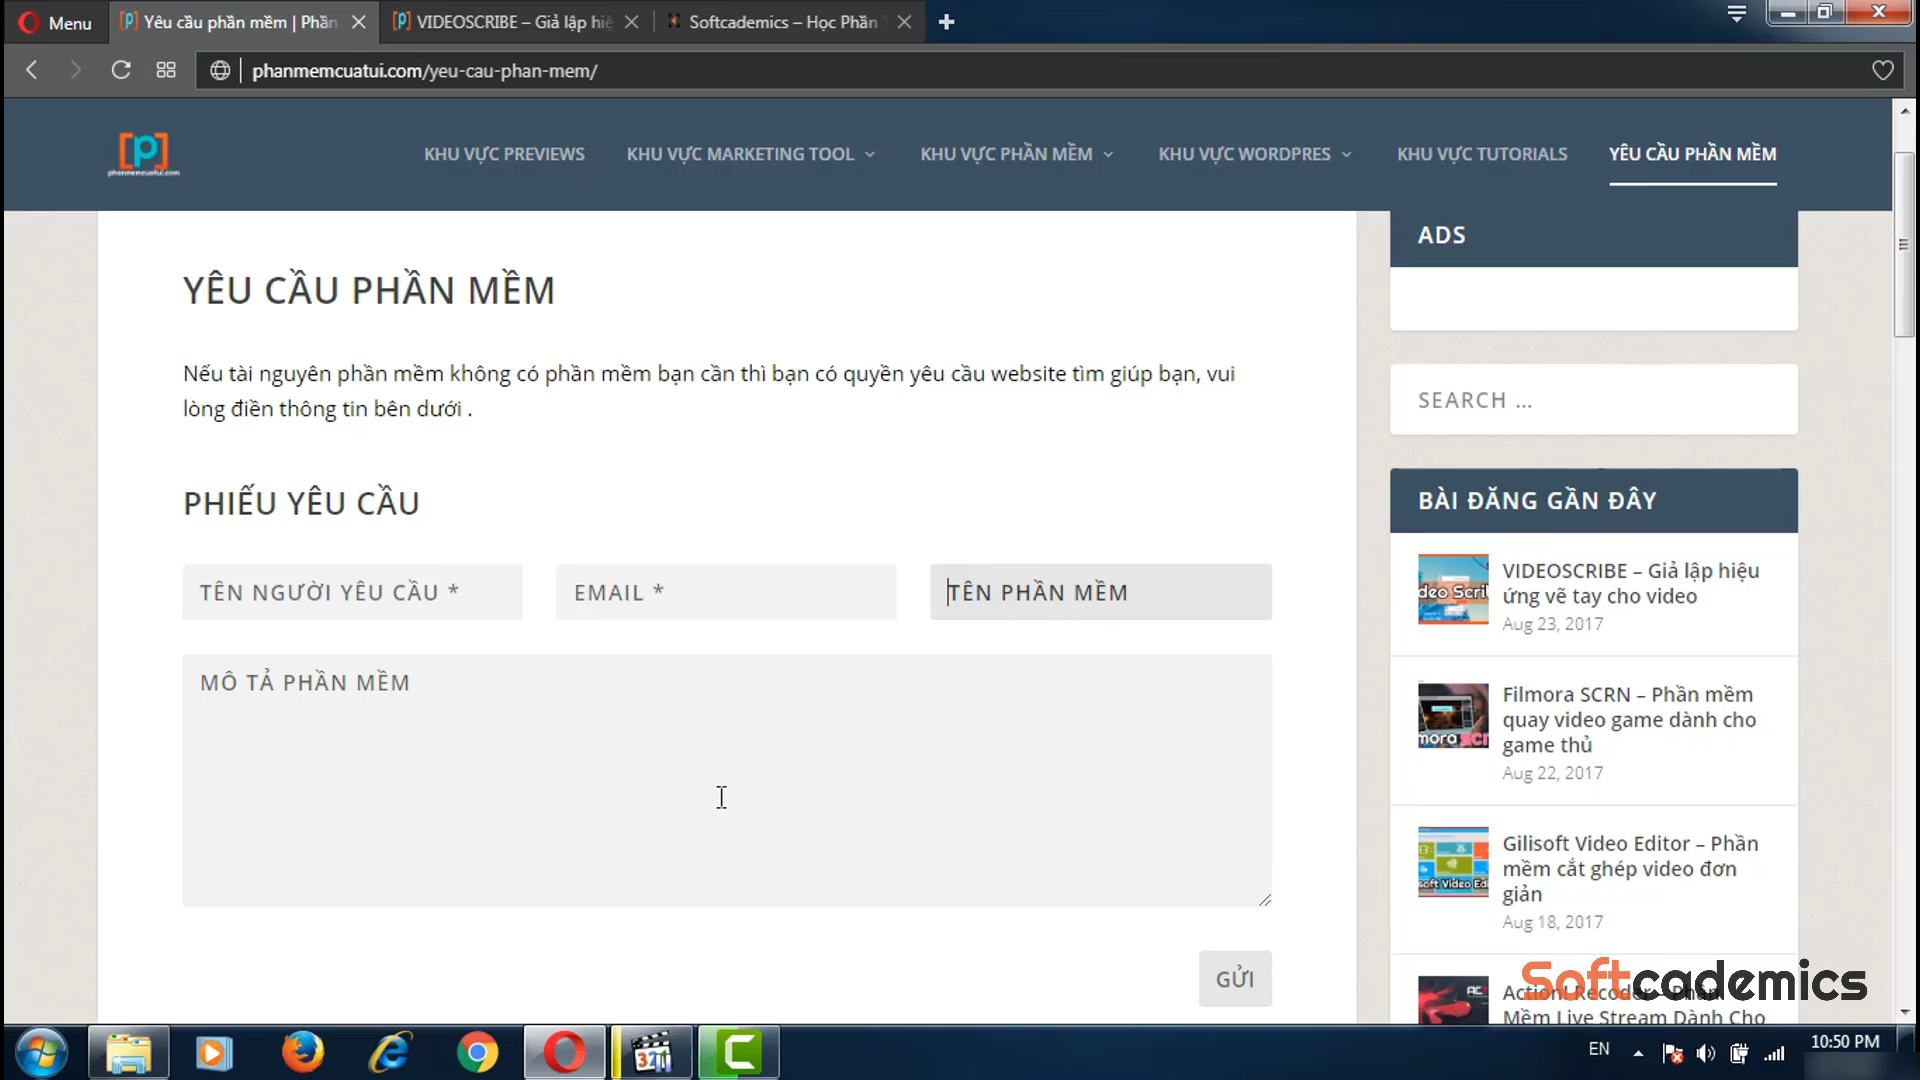 Menu
Yêu cầu phần mềm | Phần
VIDEOSCRIBE – Giả lập hiệ
Softcademics – Học Phần
phanmemcuatui.com/yeu-cau-phan-mem/
[p]
phanmemcuatui.com
KHU VỰC PREVIEWS
KHU VỰC MARKETING TOOL
KHU VỰC PHẦN MỀM
KHU VỰC WORDPRES
KHU VỰC TUTORIALS
YÊU CẦU PHẦN MỀM
YÊU CẦU PHẦN MỀM
Nếu tài nguyên phần mềm không có phần mềm bạn cần thì bạn có quyền yêu cầu website tìm giúp bạn, vui
lòng điền thông tin bên dưới .
PHIẾU YÊU CẦU
TÊN NGƯỜI YÊU CẦU *
EMAIL *
TÊN PHẦN MỀM
MÔ TẢ PHẦN MỀM
GỬI
ADS
SEARCH …
BÀI ĐĂNG GẦN ĐÂY
VIDEOSCRIBE – Giả lập hiệu
ứng vẽ tay cho video
Aug 23, 2017
Filmora SCRN – Phần mềm
quay video game dành cho
game thủ
Aug 22, 2017
Gilisoft Video Editor – Phần
mềm cắt ghép video đơn
giản
Aug 18, 2017
Action! Recoder – Phần
Mềm Live Stream Dành Cho
Softcademics
321
EN
10:50 PM